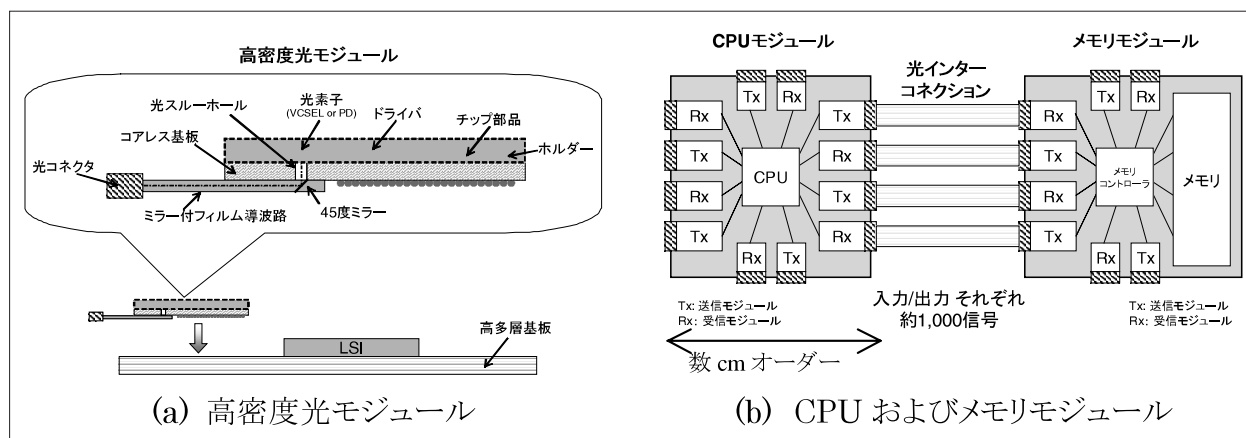 高密度光モジュール
光スルーホール
光素子
(VCSEL or PD)
ドライバ
チップ部品
コアレス基板
ホルダー
光コネクタ
ミラー付フィルム導波路
45度ミラー
LSI
高多層基板
(a) 高密度光モジュール
CPUモジュール
メモリモジュール
光インター
コネクション
Tx
Rx
Tx
Rx
Rx
Tx
Rx
Tx
Rx
Tx
Tx
Rx
Tx
Rx
CPU
Rx
Tx
Rx
Tx
Rx
Tx
Rx
Tx
メモリ
コントローラ
メモリ
Rx
Tx
Tx: 送信モジュール
Rx: 受信モジュール
入力/出力 それぞれ
約1,000信号
Tx: 送信モジュール
Rx: 受信モジュール
数 cm オーダー
(b) CPU およびメモリモジュール